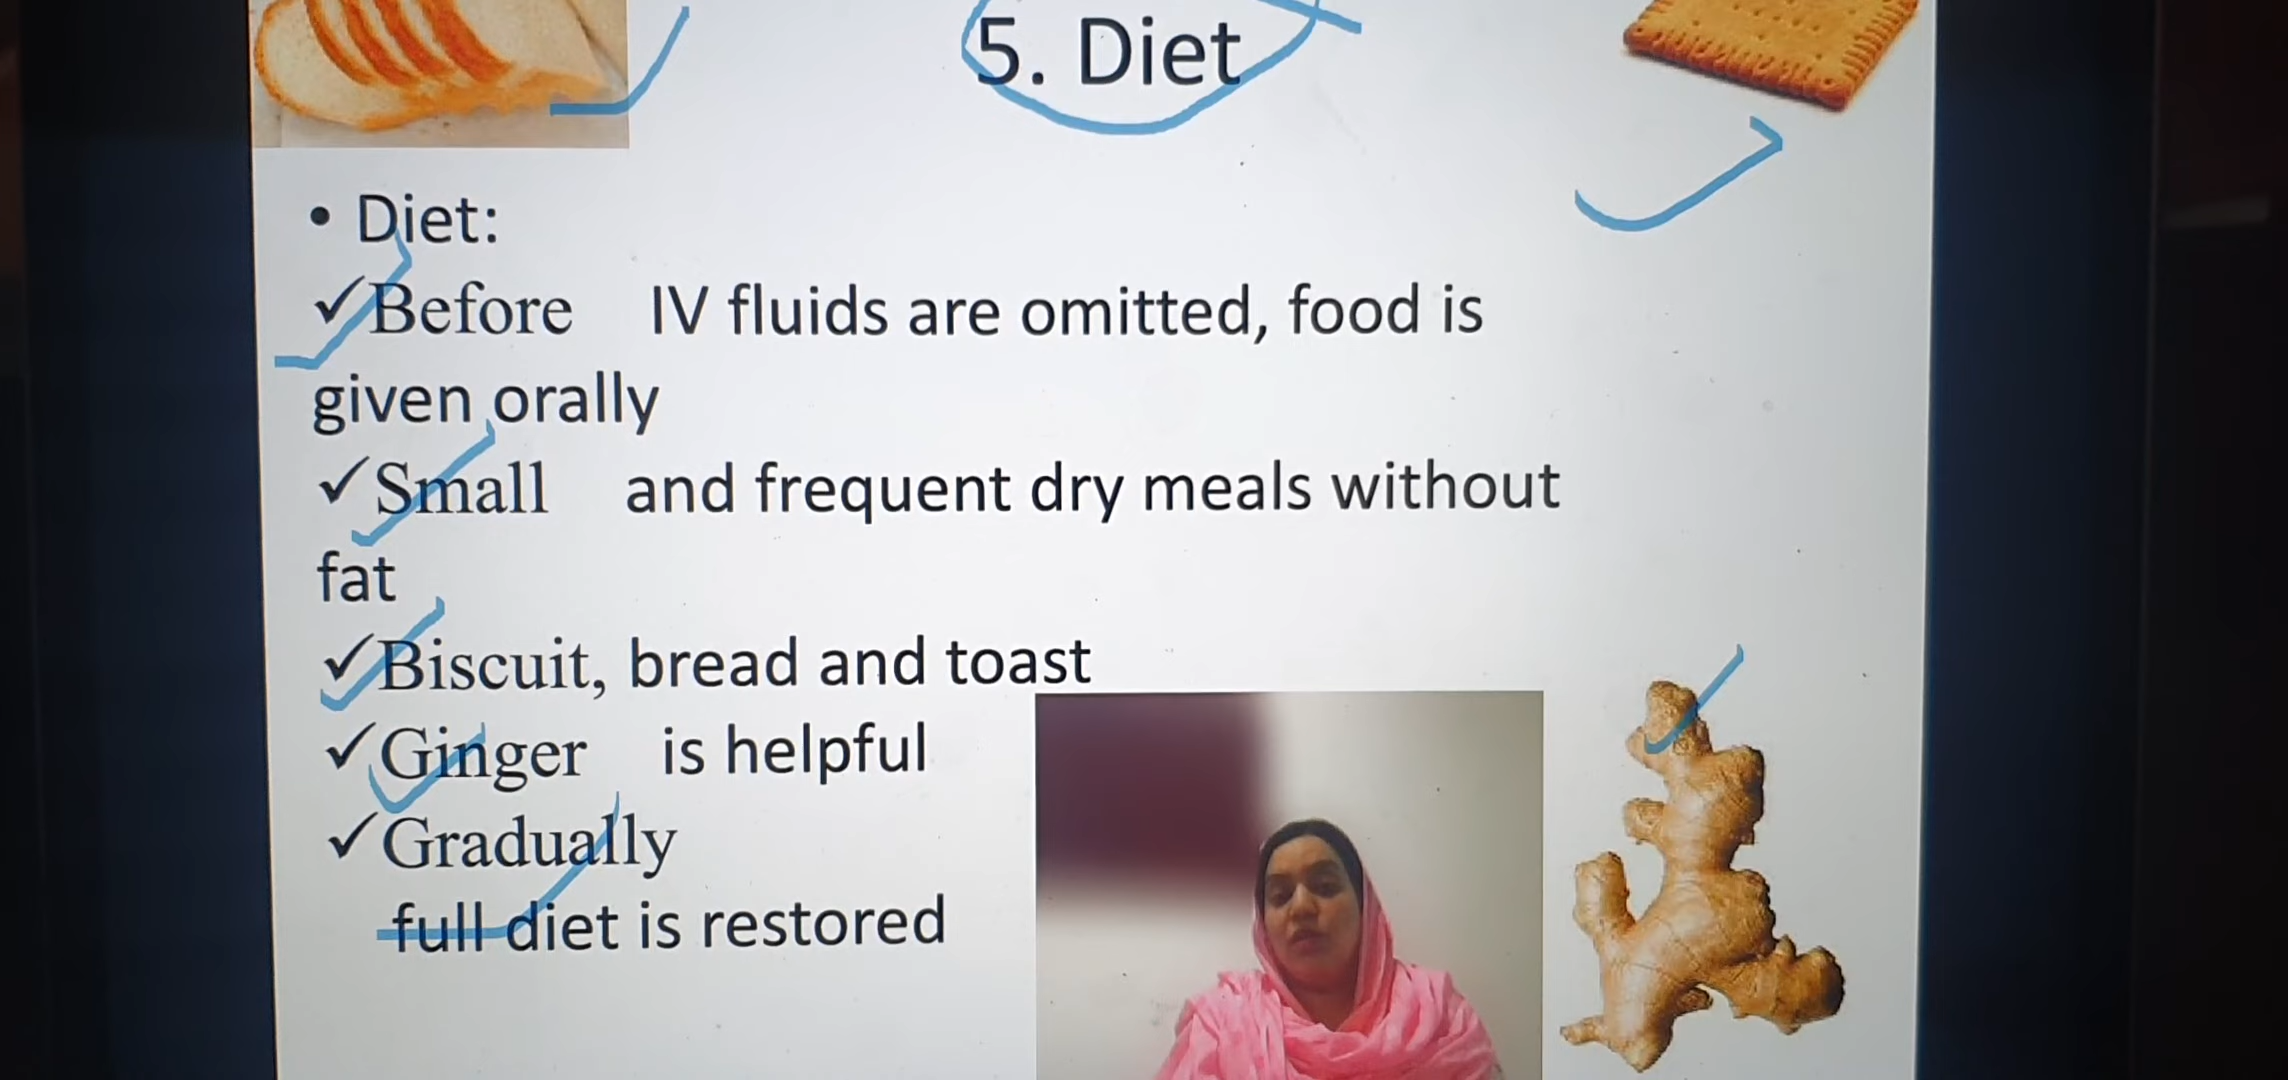 5. Diet
• Diet:
✓Before IV fluids are omitted, food is
given orally
✓Small and frequent dry meals without
fat
✓Biscuit, bread and toast
✓Ginger is helpful
✓Gradually
full diet is restored